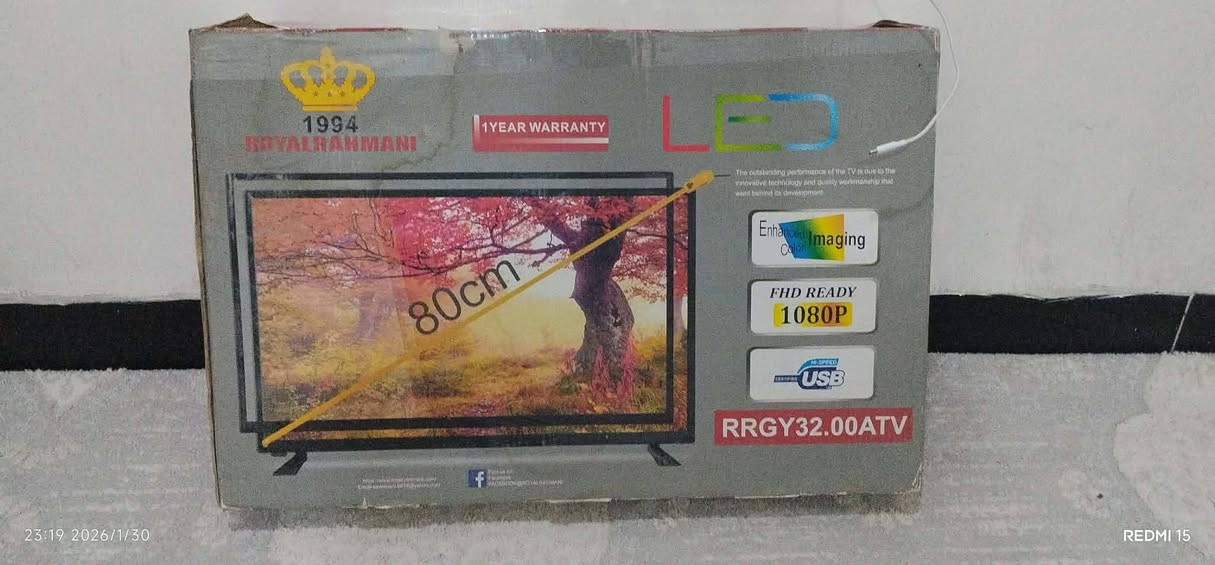 1994
ROYALRAHMANI
1YEAR WARRANTY
LED
The outstanding performance of the TV is due to the
innovative technology and quality workmanship that
went behind its development.
80cm
Enhanced
Color Imaging
FHD READY
1080P
HI-SPEED
CERTIFIED USB
RRGY32.00ATV
23:19 2026/1/30
REDMI 15